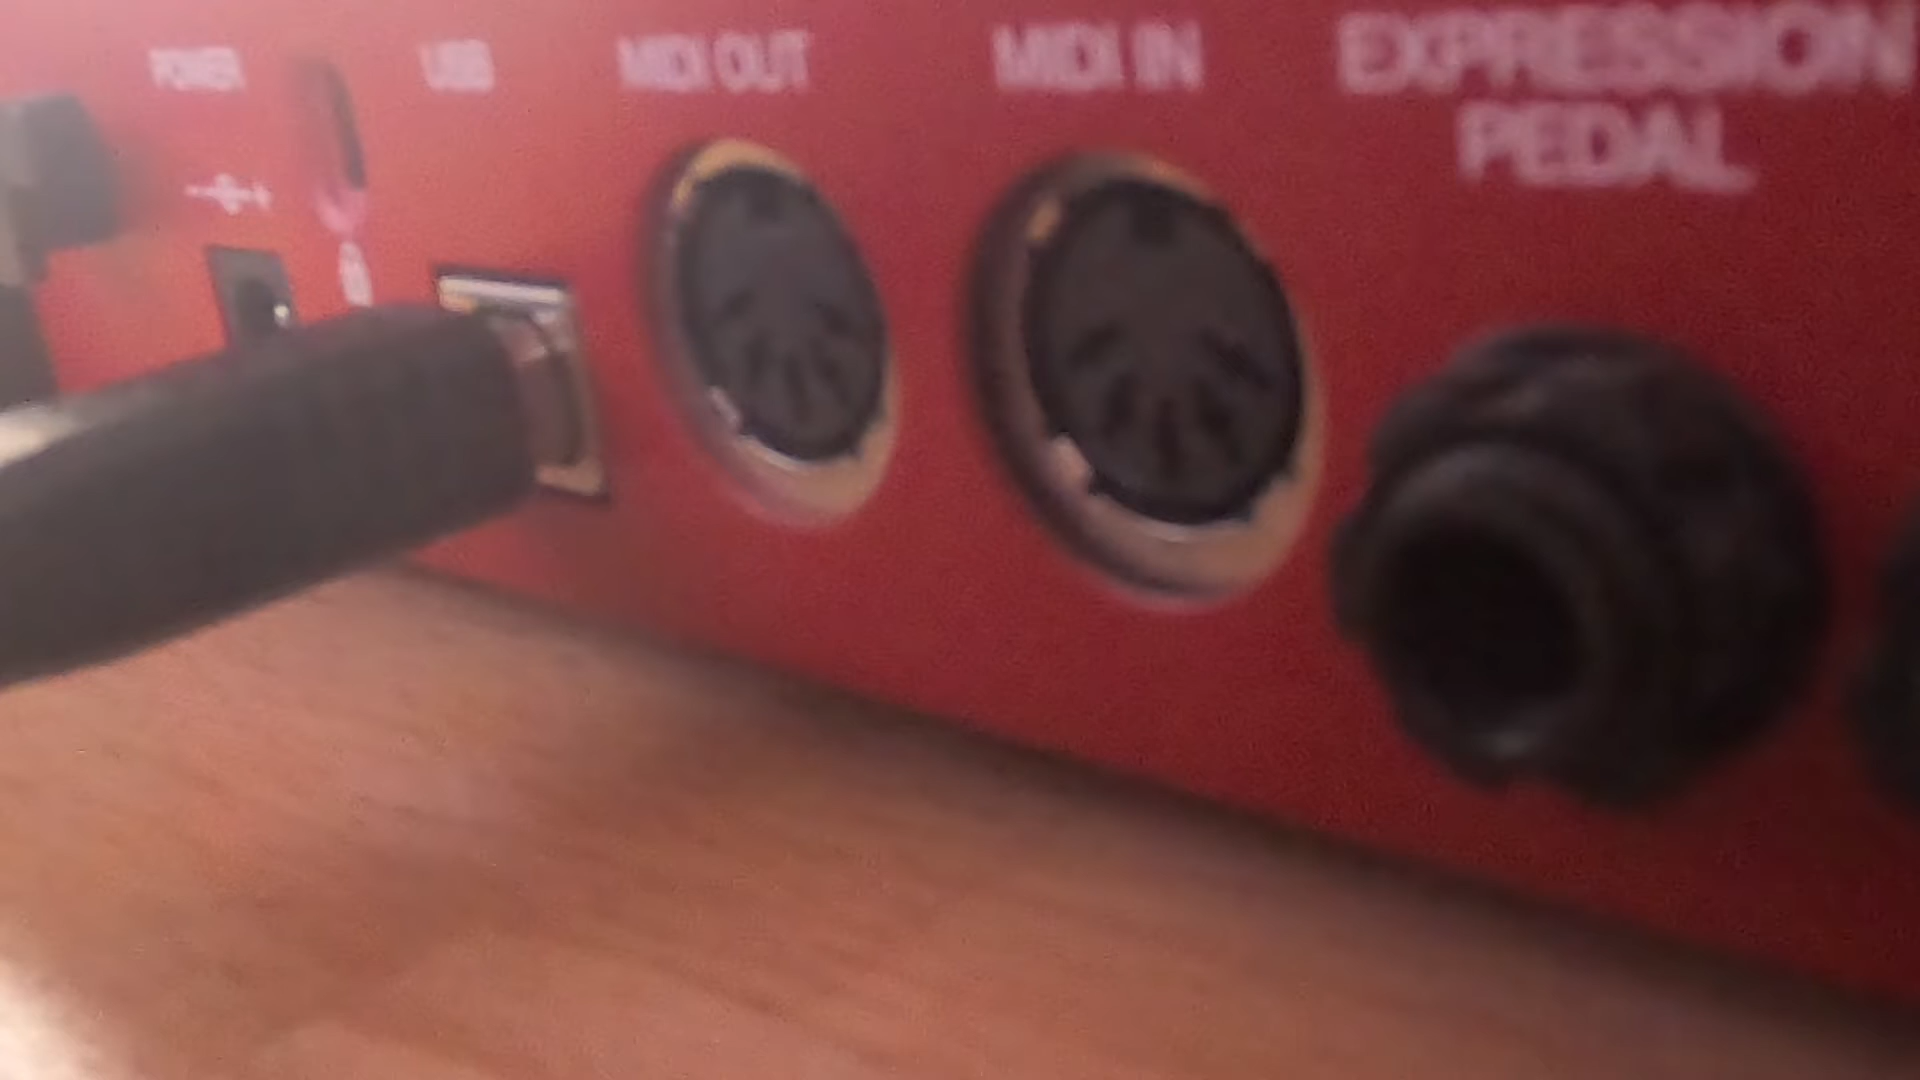 POWER
USB
MIDI OUT
MIDI IN
EXPRESSION
PEDAL